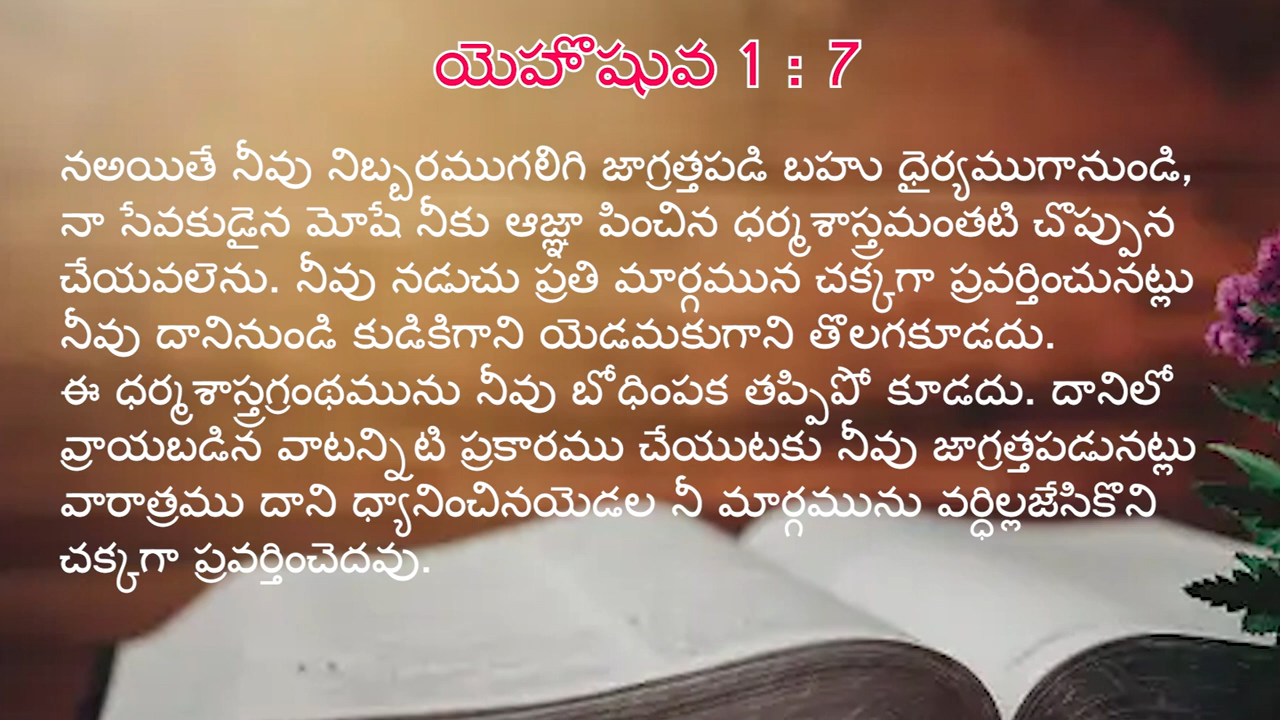 యెహొషువ 1 : 7
నఅయితే నీవు నిబ్బరముగలిగి జాగ్రత్తపడి బహు ధైర్యముగానుండి,
నా సేవకుడైన మోషే నీకు ఆజ్ఞా పించిన ధర్మశాస్త్రమంతటి చొప్పున
చేయవలెను. నీవు నడుచు ప్రతి మార్గమున చక్కగా ప్రవర్తించునట్లు
నీవు దానినుండి కుడికిగాని యెడమకుగాని తొలగకూడదు.
ఈ ధర్మశాస్త్రగ్రంథమును నీవు బోధింపక తప్పిపో కూడదు. దానిలో
వ్రాయబడిన వాటన్నిటి ప్రకారము చేయుటకు నీవు జాగ్రత్తపడునట్లు
వారాత్రము దాని ధ్యానించినయెడల నీ మార్గమును వర్ధిల్లజేసికొని
చక్కగా ప్రవర్తించెదవు.